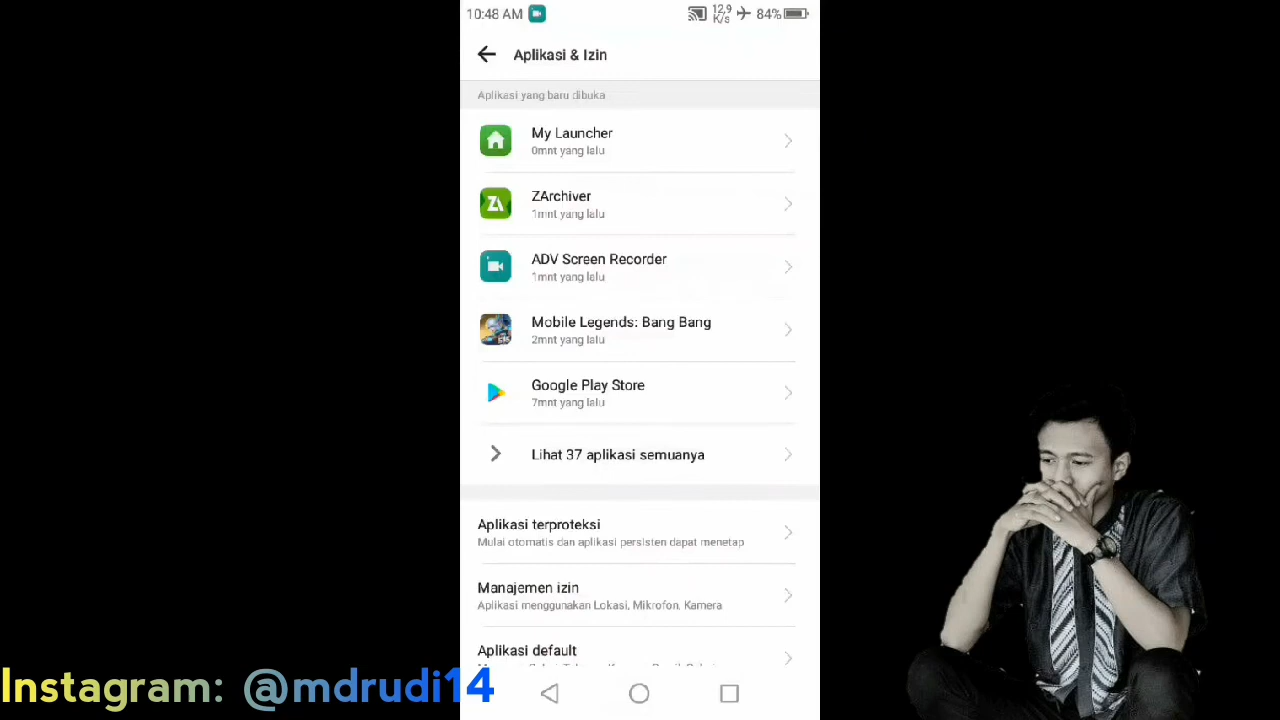 10:48 AM
12,9
K/s
84%
Aplikasi & Izin
Aplikasi yang baru dibuka
My Launcher
0mnt yang lalu
ZArchiver
1mnt yang lalu
ADV Screen Recorder
1mnt yang lalu
Mobile Legends: Bang Bang
2mnt yang lalu
Google Play Store
7mnt yang lalu
Lihat 37 aplikasi semuanya
Aplikasi terproteksi
Mulai otomatis dan aplikasi persisten dapat menetap
Manajemen izin
Aplikasi menggunakan Lokasi, Mikrofon, Kamera
Aplikasi default
Instagram: @mdrudi14